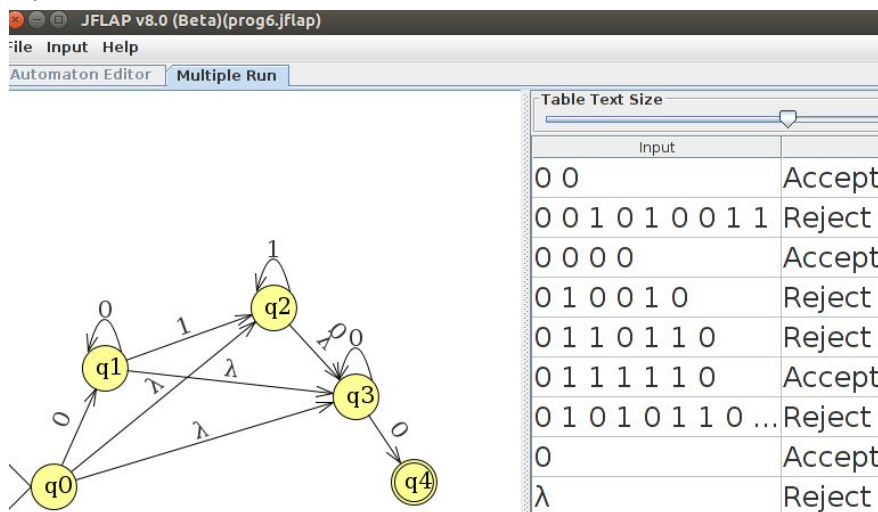 JFLAP v8.0 (Beta)(prog6.jflap)
File Input Help
Automaton Editor Multiple Run
Table Text Size
Input
0 0 Accept
0 0 1 0 1 0 0 1 1 Reject
0 0 0 0 Accept
0 1 0 0 1 0 Reject
0 1 1 0 1 1 0 Reject
0 1 1 1 1 1 0 Accept
0 1 0 1 0 1 1 0 ... Reject
0 Accept
λ Reject
1
q2
0
1
0
λ
0
q1
λ
λ
q3
0
λ
0
q0
q4